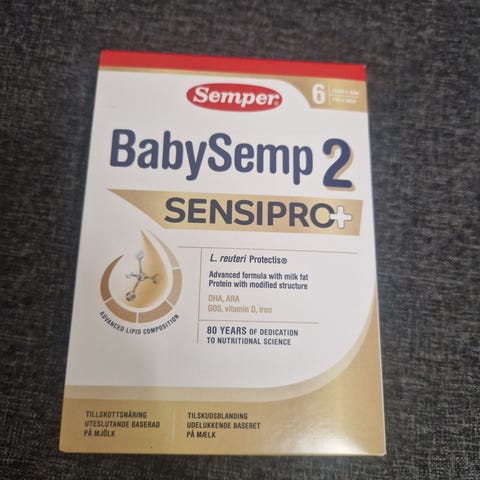 Semper®
6
BabySemp 2
SENSIPRO+
L. reuteri Protectis®
Advanced formula with milk fat
Protein with modified structure
DHA, ARA
GOS, vitamin D, iron
80 YEARS OF DEDICATION
TO NUTRITIONAL SCIENCE
ADVANCED LIPID COMPOSITION
TILLSKOTTSNÄRING
UTESLUTANDE BASERAD
PÅ MJÖLK
TILSKUDSBLANDING
UDELUKKENDE BASERET
PÅ MÆLK